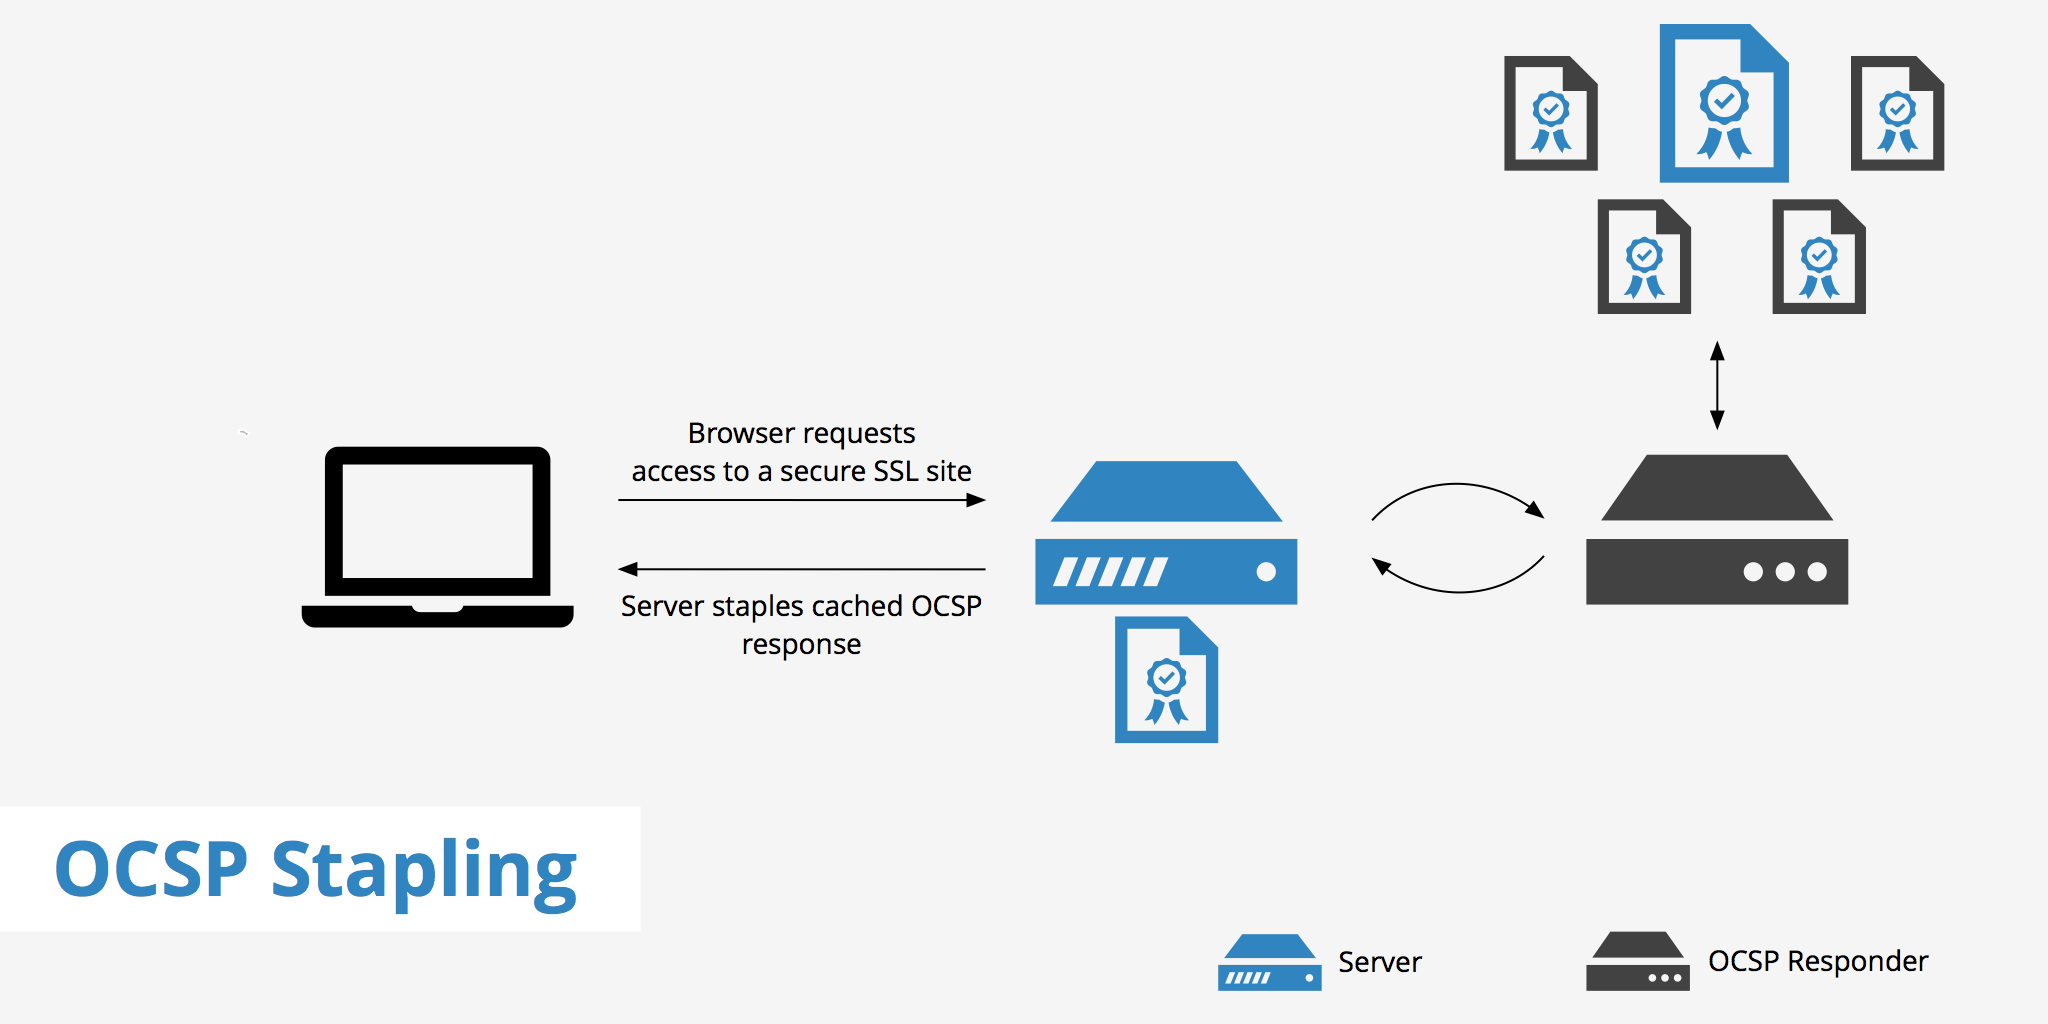 Browser requests
access to a secure SSL site
Server staples cached OCSP
response
OCSP Stapling
Server
OCSP Responder